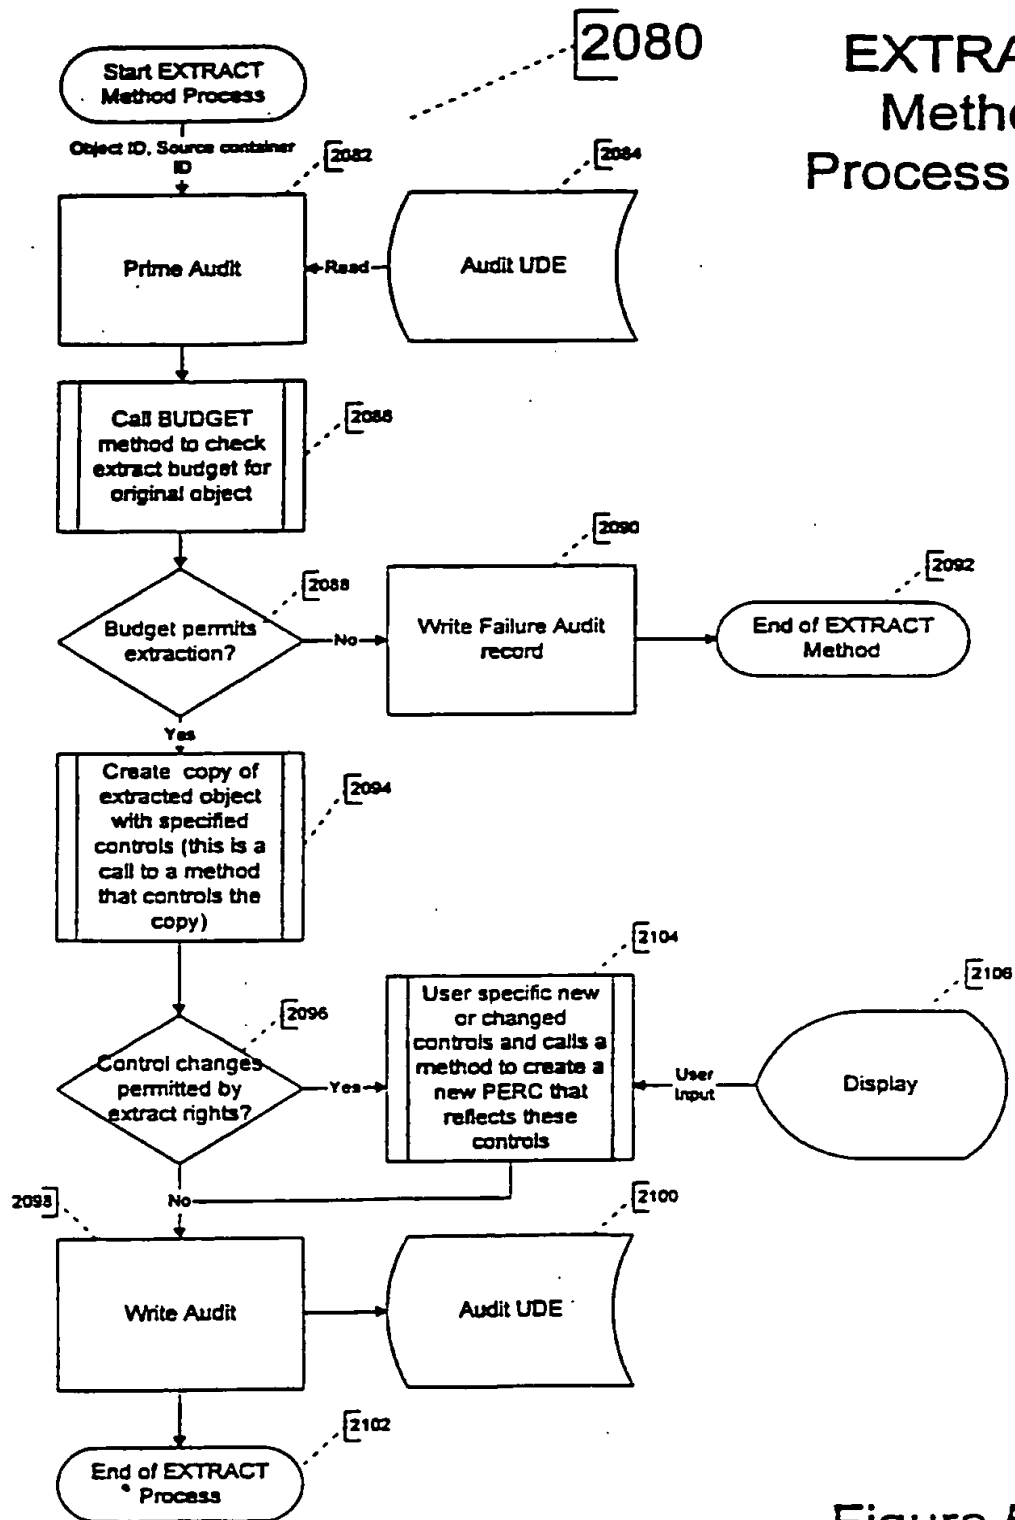 2080
EXTRA
Metho
Process
Start EXTRACT
Method Process
Object ID, Source container
ID
2082
2084
Prime Audit
Read
Audit UDE
Call BUDGET
method to check
extract budget for
original object
2086
2088
2090
2092
Budget permits
extraction?
No
Write Failure Audit
record
End of EXTRACT
Method
Yes
Create copy of
extracted object
with specified
controls (this is a
call to a method
that controls the
copy)
2094
2096
2104
2106
Control changes
permitted by
extract rights?
Yes
User specific new
or changed
controls and calls a
method to create a
new PERC that
reflects these
controls
User
Input
Display
2098
No
2100
Write Audit
Audit UDE
2102
End of EXTRACT
Process
Figure